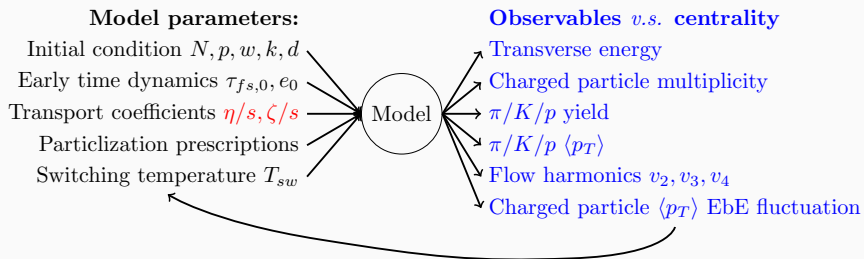 Model parameters:
Initial condition N, p, w, k, d
Early time dynamics τ_{fs,0}, e_0
Transport coefficients η/s, ζ/s
Particlization prescriptions
Switching temperature T_{sw}
Model
Observables v.s. centrality
Transverse energy
Charged particle multiplicity
π/K/p yield
π/K/p ⟨p_T⟩
Flow harmonics v_2, v_3, v_4
Charged particle ⟨p_T⟩ EbE fluctuation